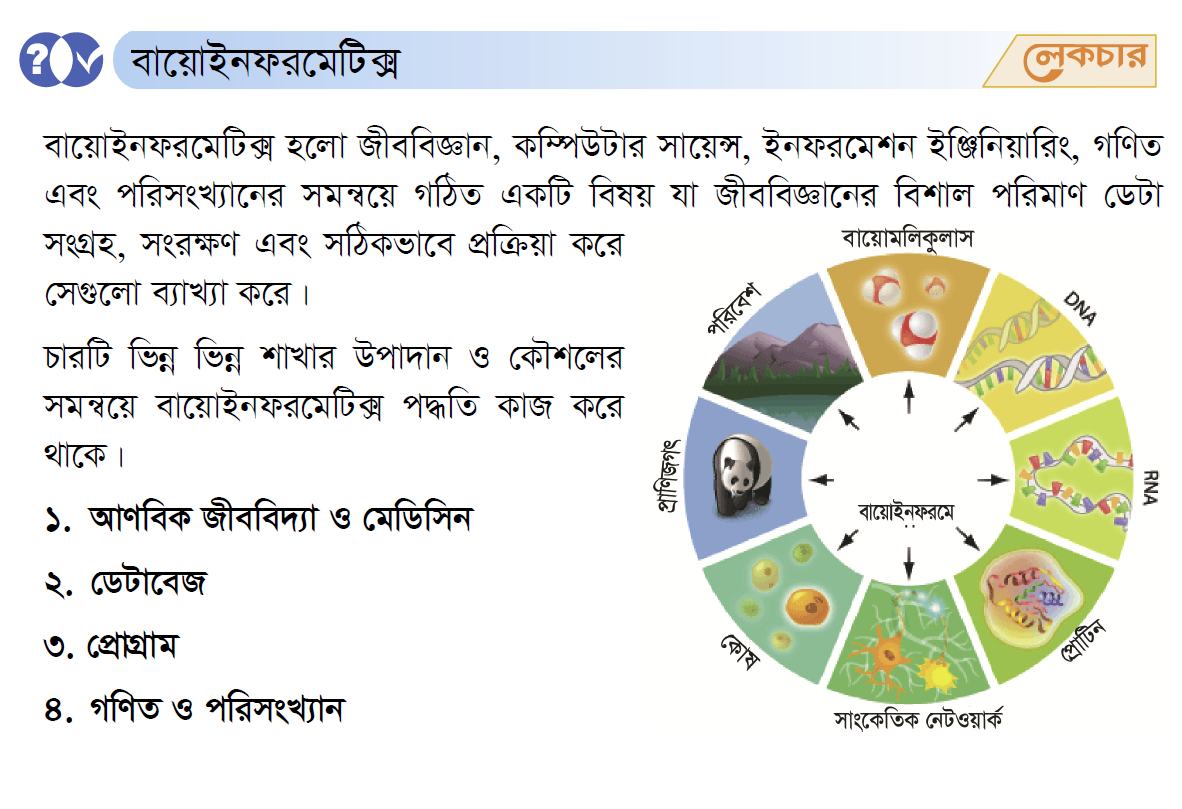 বায়োইনফরমেটিক্স
লেকচার
বায়োইনফরমেটিক্স হলো জীববিজ্ঞান, কম্পিউটার সায়েন্স, ইনফরমেশন ইঞ্জিনিয়ারিং, গণিত
এবং পরিসংখ্যানের সমন্বয়ে গঠিত একটি বিষয় যা জীববিজ্ঞানের বিশাল পরিমাণ ডেটা
সংগ্রহ, সংরক্ষণ এবং সঠিকভাবে প্রক্রিয়া করে
সেগুলো ব্যাখ্যা করে।
চারটি ভিন্ন ভিন্ন শাখার উপাদান ও কৌশলের
সমন্বয়ে বায়োইনফরমেটিক্স পদ্ধতি কাজ করে
থাকে।
১. আণবিক জীববিদ্যা ও মেডিসিন
২. ডেটাবেজ
৩. প্রোগ্রাম
৪. গণিত ও পরিসংখ্যান
বায়োমলিকুলাস
DNA
RNA
প্রোটিন
সাংকেতিক নেটওয়ার্ক
কোষ
প্রাণিজগৎ
পরিবেশ
বায়োইনফরমে